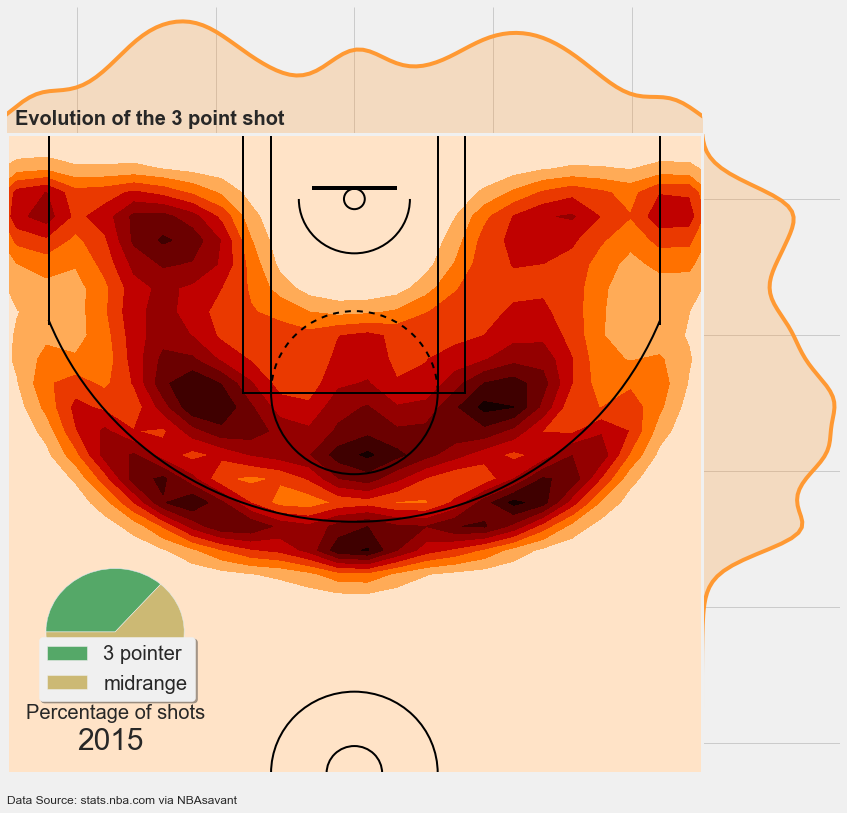 Evolution of the 3 point shot
3 pointer
midrange
Percentage of shots
2015
Data Source: stats.nba.com via NBAsavant